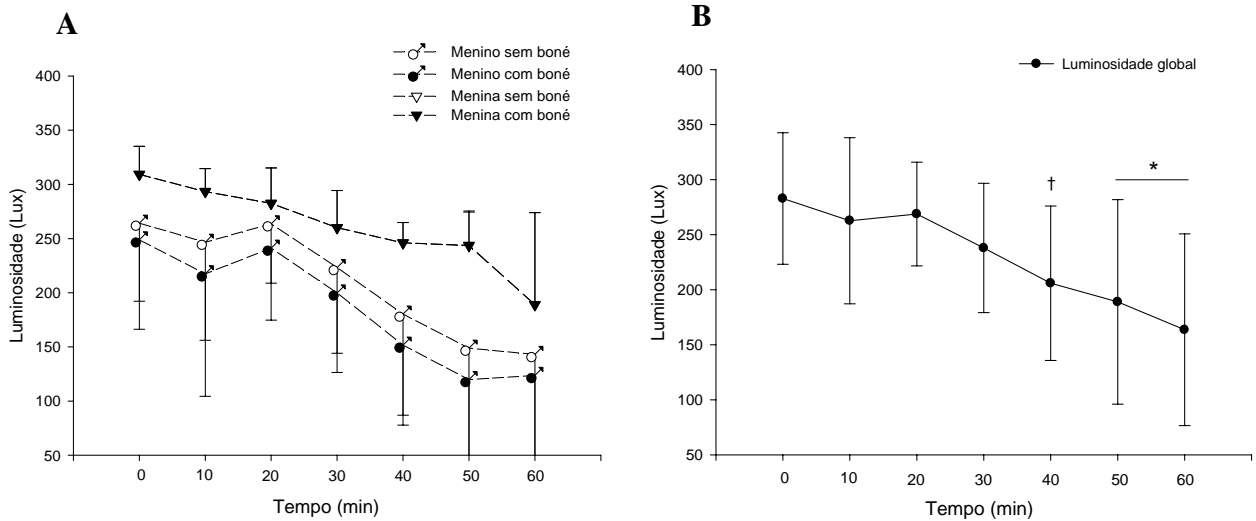 A
Menino sem boné
Menino com boné
Menina sem boné
Menina com boné
Luminosidade (Lux)
400
350
300
250
200
150
100
50
0 10 20 30 40 50 60
Tempo (min)
B
Luminosidade global
Luminosidade (Lux)
400
350
300
250
200
150
100
50
†
*
0 10 20 30 40 50 60
Tempo (min)